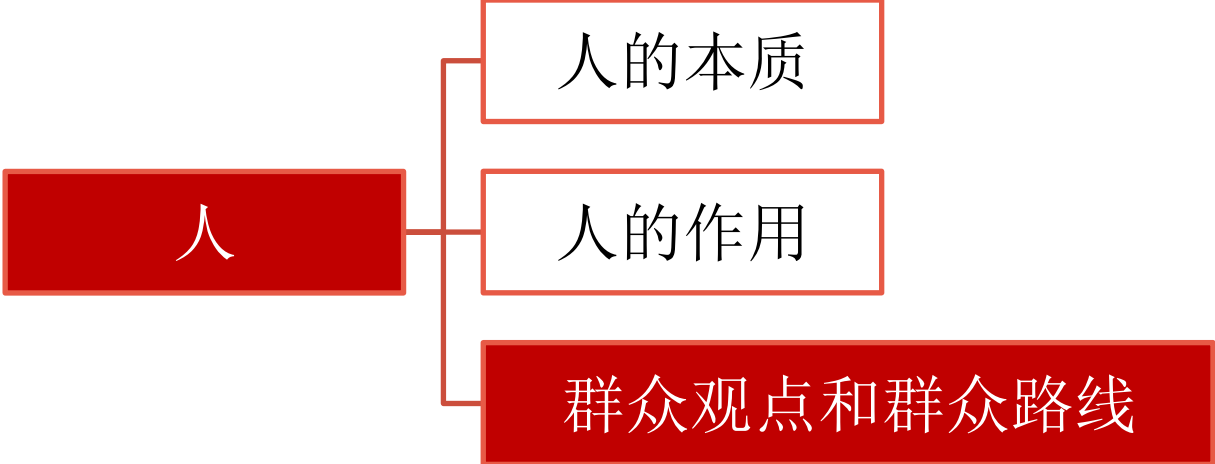 人的本质
人
人的作用
群众观点和群众路线